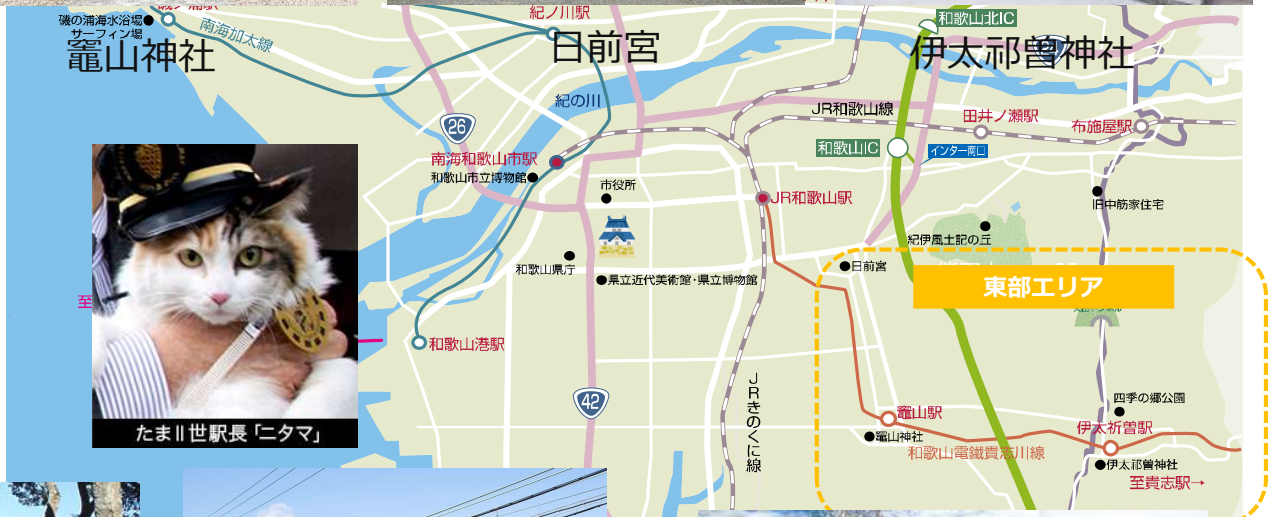 磯の浦海水浴場
サーフィン場
南海加太線
竈山神社
紀ノ川駅
日前宮
和歌山北IC
伊太祁曽神社
紀の川
26
JR和歌山線
田井ノ瀬駅
布施屋駅
和歌山IC
インター南口
南海和歌山市駅
和歌山市立博物館
市役所
JR和歌山駅
旧中筋家住宅
紀伊風土記の丘
和歌山県庁
県立近代美術館・県立博物館
日前宮
東部エリア
至
和歌山港駅
42
JRきのくに線
四季の郷公園
竈山駅
伊太祈曽駅
竈山神社
和歌山電鐵貴志川線
伊太祁曽神社
至貴志駅→
たまⅡ世駅長「ニタマ」